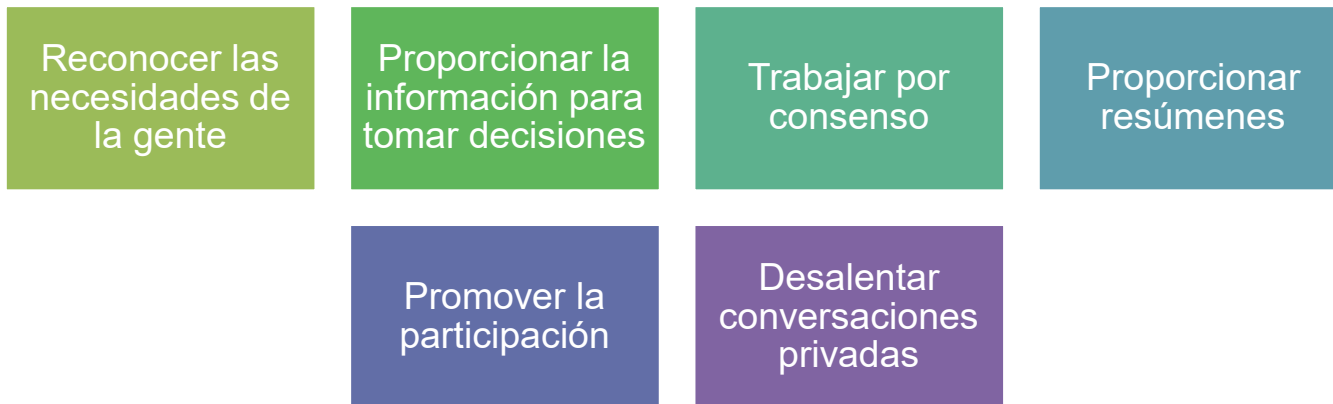 Reconocer las
necesidades de
la gente
Proporcionar la
información para
tomar decisiones
Trabajar por
consenso
Proporcionar
resúmenes
Promover la
participación
Desalentar
conversaciones
privadas